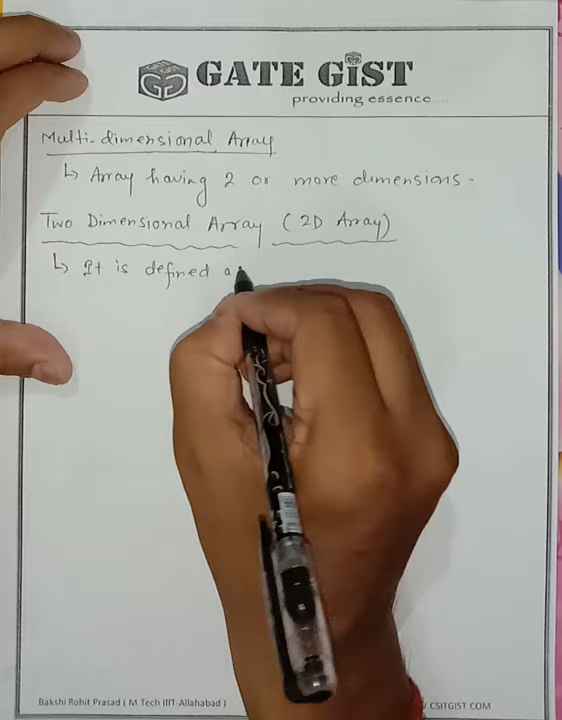 GATE GIST
providing essence....
Multi-dimensional Array
↳ Array having 2 or more dimensions.
Two Dimensional Array (2D Array)
↳ It is defined a
Bakshi Rohit Prasad ( M Tech IIIT-Allahabad ) .CSITGIST.COM